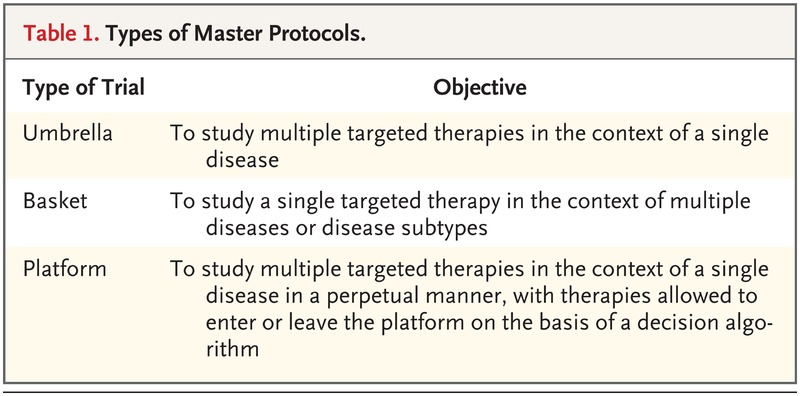 Table 1. Types of Master Protocols.
Type of Trial Objective
Umbrella To study multiple targeted therapies in the context of a single
disease
Basket To study a single targeted therapy in the context of multiple
diseases or disease subtypes
Platform To study multiple targeted therapies in the context of a single
disease in a perpetual manner, with therapies allowed to
enter or leave the platform on the basis of a decision algo-
rithm